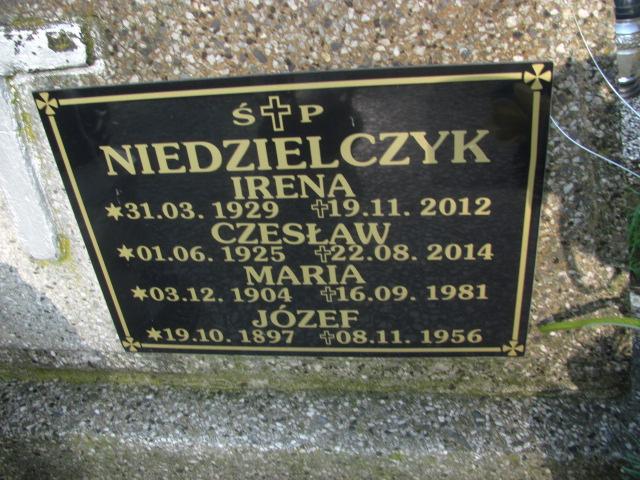 Ś✝P
NIEDZIELCZYK
IRENA
✶31.03. 1929 ✝19.11. 2012
CZESŁAW
✶01.06. 1925 ✝22.08. 2014
MARIA
✶03.12. 1904 ✝16.09. 1981
JÓZEF
✶19.10. 1897 ✝08.11. 1956